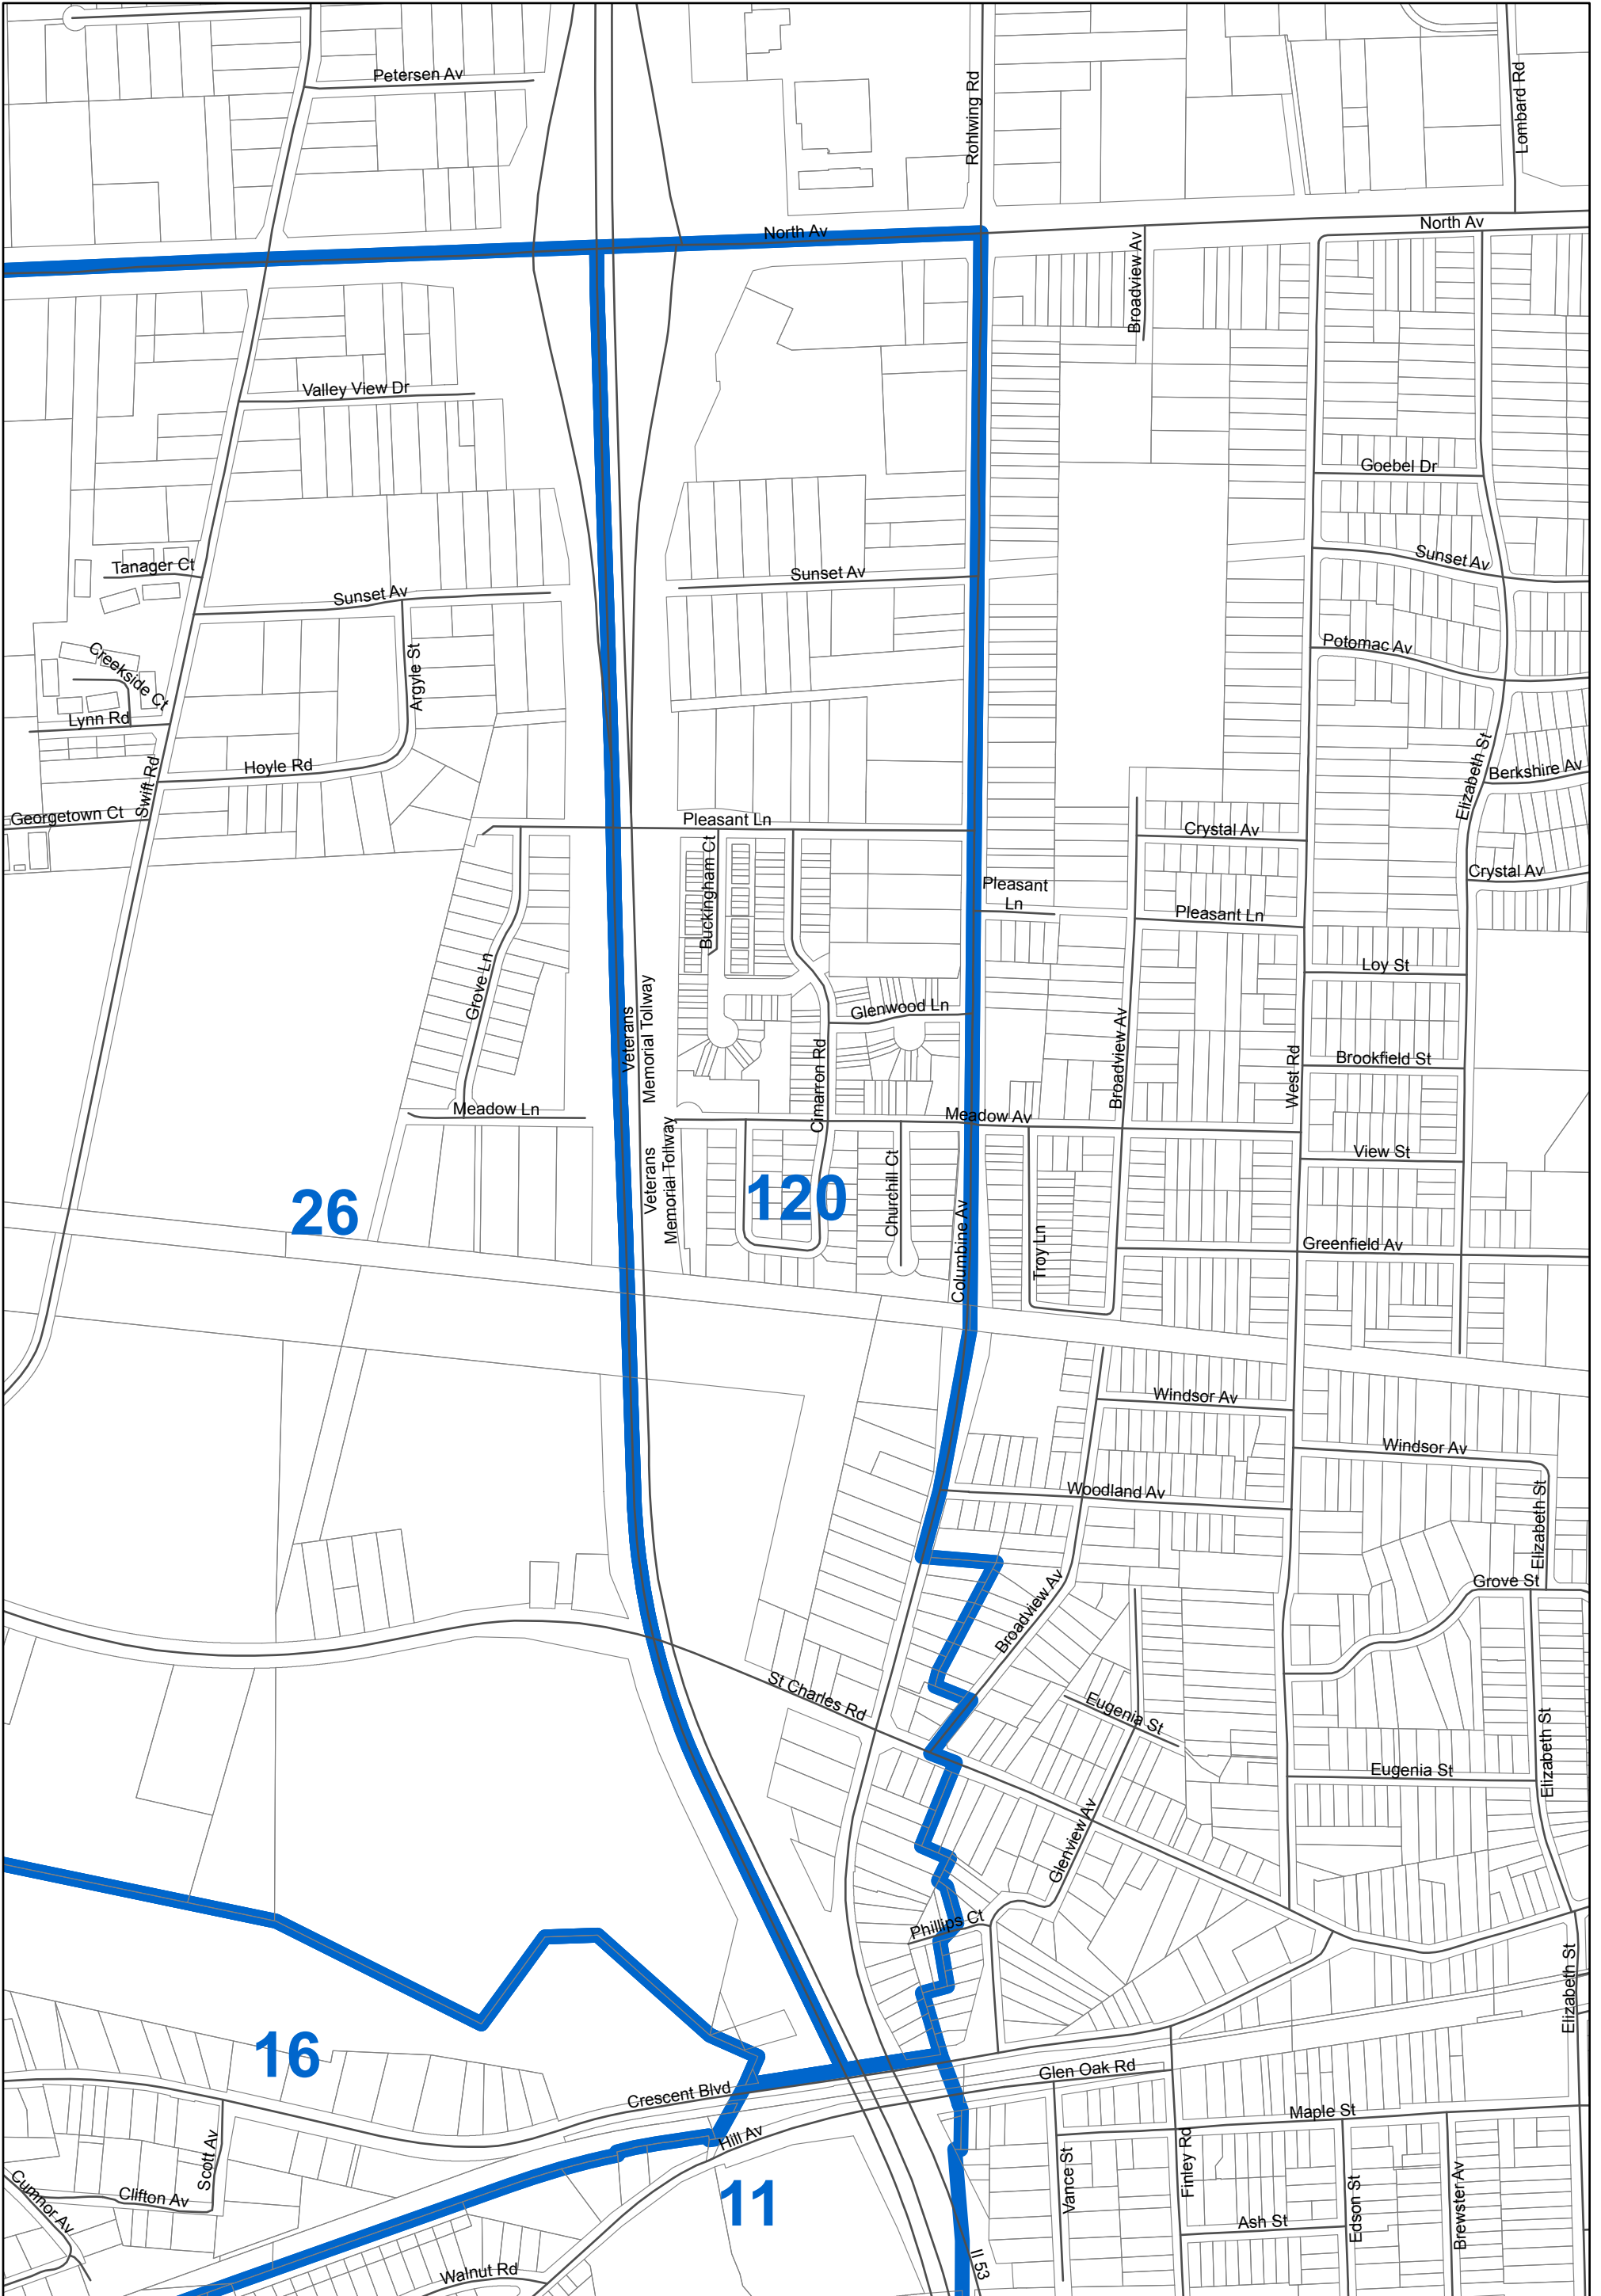 Petersen Av
Rohlwing Rd
Lombard Rd
North Av
North Av
Broadview Av
Valley View Dr
Goebel Dr
Tanager Ct
Sunset Av
Sunset Av
Sunset Av
Creekside Ct
Argyle St
Potomac Av
Lynn Rd
Hoyle Rd
Swift Rd
Elizabeth St
Berkshire Av
Georgetown Ct
Pleasant Ln
Crystal Av
Buckingham Ct
Pleasant
Ln
Crystal Av
Pleasant Ln
Grove Ln
Loy St
Veterans
Memorial Tollway
Glenwood Ln
Cimarron Rd
Broadview Av
West Rd
Brookfield St
Meadow Ln
Meadow Av
Veterans
Memorial Tollway
View St
26
120
Churchill Ct
Columbine Av
Troy Ln
Greenfield Av
Windsor Av
Windsor Av
Woodland Av
Elizabeth St
Grove St
Broadview Av
St Charles Rd
Eugenia St
Eugenia St
Elizabeth St
Glenview Av
Phillips Ct
16
Elizabeth St
Crescent Blvd
Glen Oak Rd
Maple St
Hill Av
Scott Av
Clifton Av
Cumnor Av
11
Vance St
Finley Rd
Ash St
Edson St
Brewster Av
Walnut Rd
Il 53